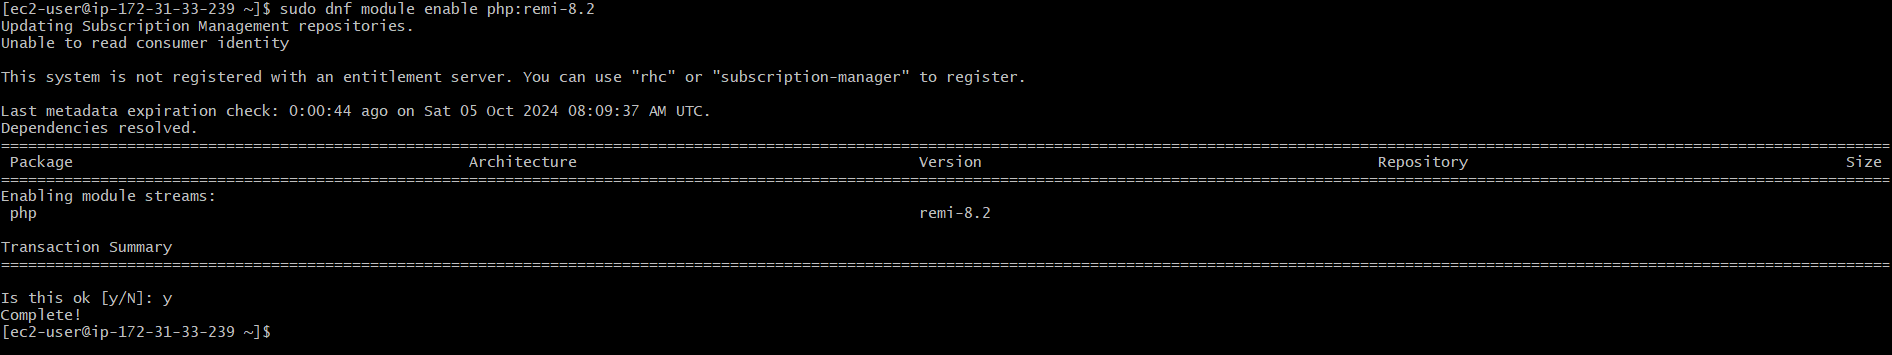 [ec2-user@ip-172-31-33-239 ~]$ sudo dnf module enable php:remi-8.2
Updating Subscription Management repositories.
Unable to read consumer identity
This system is not registered with an entitlement server. You can use "rhc" or "subscription-manager" to register.
Last metadata expiration check: 0:00:44 ago on Sat 05 Oct 2024 08:09:37 AM UTC.
Dependencies resolved.
Package Architecture Version Repository Size
Enabling module streams:
php remi-8.2
Transaction Summary
Is this ok [y/N]: y
Complete!
[ec2-user@ip-172-31-33-239 ~]$